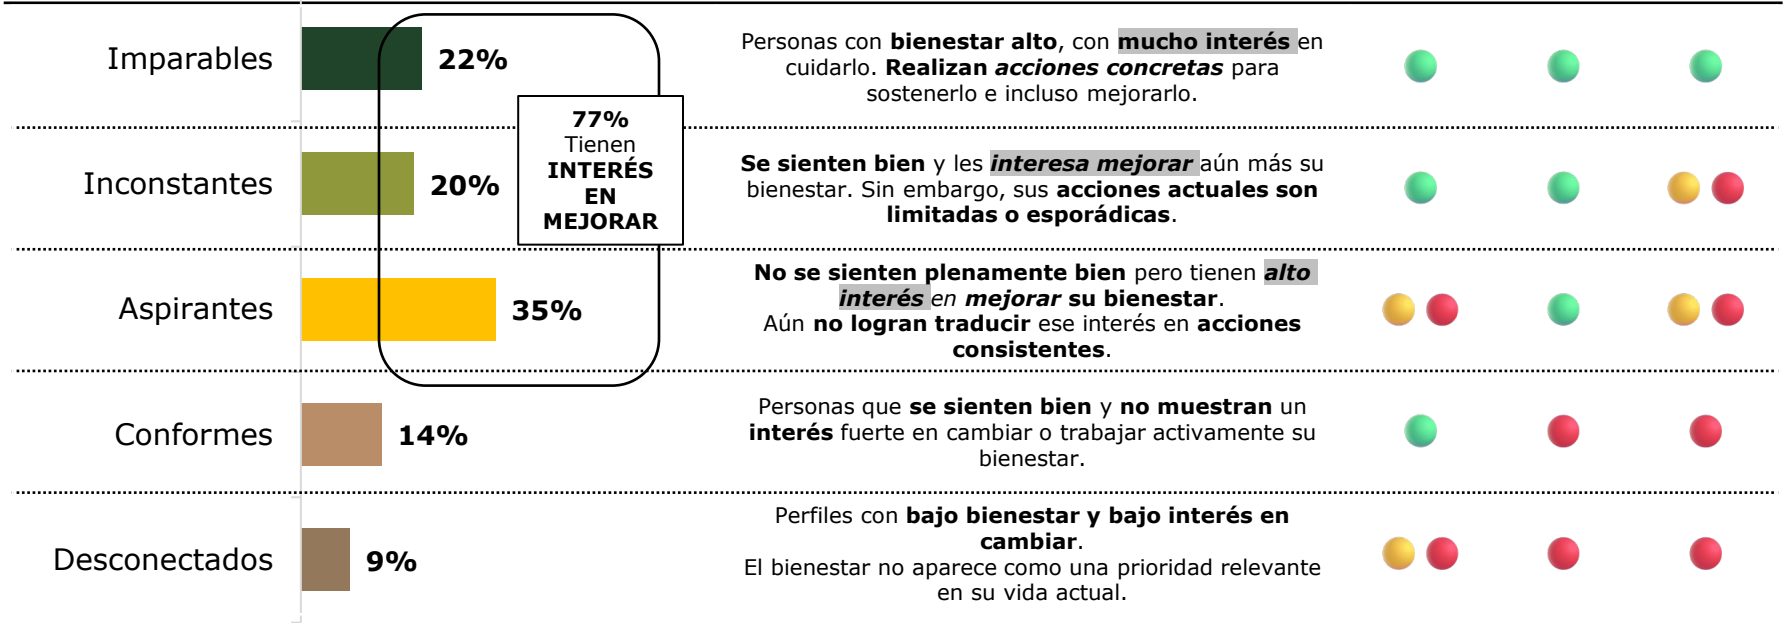 Imparables
22%
Personas con bienestar alto, con mucho interés en
cuidarlo. Realizan acciones concretas para
sostenerlo e incluso mejorarlo.
77%
Tienen
INTERÉS
EN
MEJORAR
Inconstantes
20%
Se sienten bien y les interesa mejorar aún más su
bienestar. Sin embargo, sus acciones actuales son
limitadas o esporádicas.
Aspirantes
35%
No se sienten plenamente bien pero tienen alto
interés en mejorar su bienestar.
Aún no logran traducir ese interés en acciones
consistentes.
Conformes
14%
Personas que se sienten bien y no muestran un
interés fuerte en cambiar o trabajar activamente su
bienestar.
Desconectados
9%
Perfiles con bajo bienestar y bajo interés en
cambiar.
El bienestar no aparece como una prioridad relevante
en su vida actual.